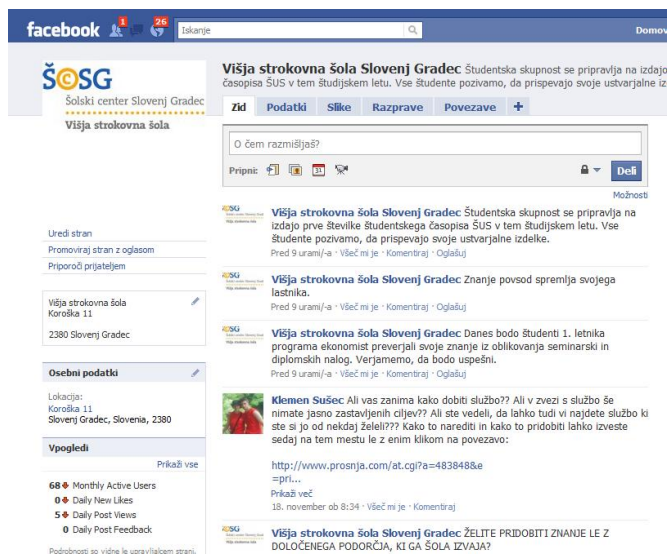 facebook 1 26 Iskanje Domov
ŠCSG
Šolski center Slovenj Gradec
Višja strokovna šola
Uredi stran
Promoviraj stran z oglasom
Priporoči prijateljem
Višja strokovna šola
Koroška 11
2380 Slovenj Gradec
Osebni podatki
Lokacija:
Koroška 11
Slovenj Gradec, Slovenia, 2380
Vpogledi
Prikaži vse
68 Monthly Active Users
0 Daily New Likes
5 Daily Post Views
0 Daily Post Feedback
Podrobnosti so vidne le upravljalcem strani.
Višja strokovna šola Slovenj Gradec Študentska skupnost se pripravlja na izdajo
časopisa ŠUS v tem študijskem letu. Vse študente pozivamo, da prispevajo svoje ustvarjalne iz
Zid Podatki Slike Razprave Povezave +
O čem razmišljaš?
Pripni: 31 Deli
Možnosti
Višja strokovna šola Slovenj Gradec Študentska skupnost se pripravlja na
izdajo prve številke študentskega časopisa ŠUS v tem študijskem letu. Vse
študente pozivamo, da prispevajo svoje ustvarjalne izdelke.
Pred 9 urami/-a · Všeč mi je · Komentiraj · Oglašuj
Višja strokovna šola Slovenj Gradec Znanje povsod spremlja svojega
lastnika.
Pred 9 urami/-a · Všeč mi je · Komentiraj · Oglašuj
Višja strokovna šola Slovenj Gradec Danes bodo študenti 1. letnika
programa ekonomist preverjali svoje znanje iz oblikovanja seminarski in
diplomskih nalog. Verjamemo, da bodo uspešni.
Pred 9 urami/-a · Všeč mi je · Komentiraj · Oglašuj
Klemen Sušec Ali vas zanima kako dobiti službo?? Ali v zvezi s službo še
nimate jasno zastavljenih ciljev?? Ali ste vedeli, da lahko tudi vi najdete službo ki
ste si jo od nekdaj želeli??? Kako to narediti in kako to pridobiti lahko izveste
sedaj na tem mestu le z enim klikom na povezavo:
http://www.prosnja.com/at.cgi?a=483848&e
=pri...
Prikaži več
18. november ob 8:34 · Všeč mi je · Komentiraj
Višja strokovna šola Slovenj Gradec ŽELITE PRIDOBITI ZNANJE LE Z
DOLOČENEGA PODORČJA, KI GA ŠOLA IZVAJA?